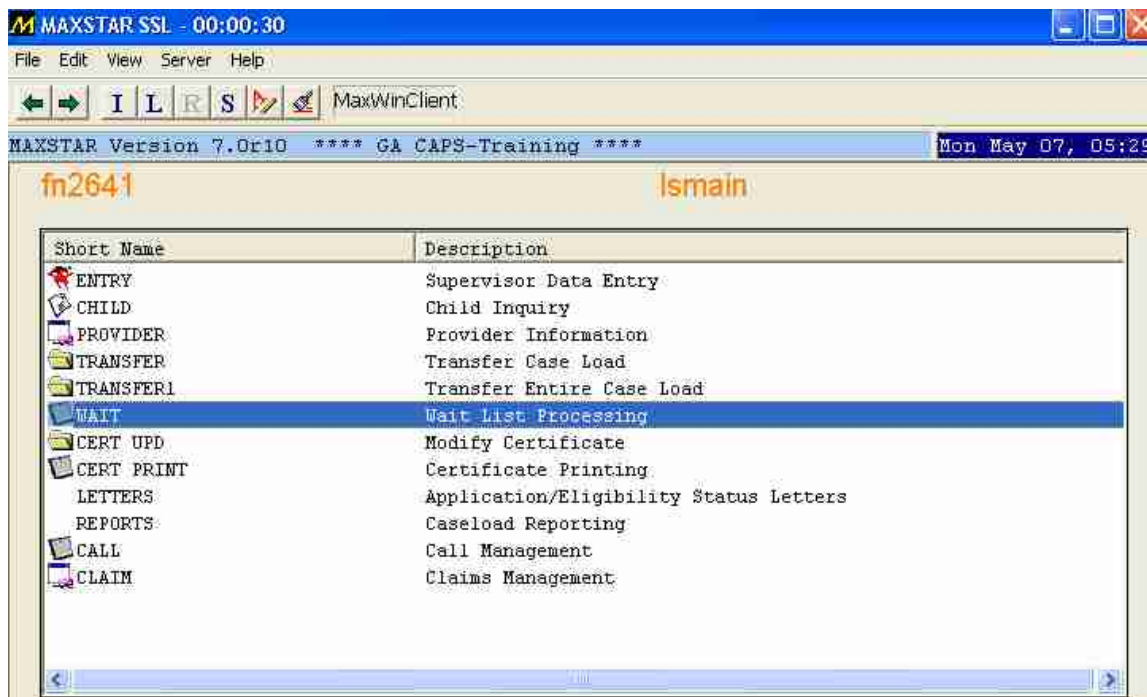 MAXSTAR SSL - 00:00:30
File Edit View Server Help
I L R S MaxWinClient
MAXSTAR Version 7.0r10 **** GA CAPS-Training **** Mon May 07, 05:29
fn2641 lsmain
Short Name Description
ENTRY Supervisor Data Entry
CHILD Child Inquiry
PROVIDER Provider Information
TRANSFER Transfer Case Load
TRANSFER1 Transfer Entire Case Load
WAIT Wait List Processing
CERT UPD Modify Certificate
CERT PRINT Certificate Printing
LETTERS Application/Eligibility Status Letters
REPORTS Caseload Reporting
CALL Call Management
CLAIM Claims Management